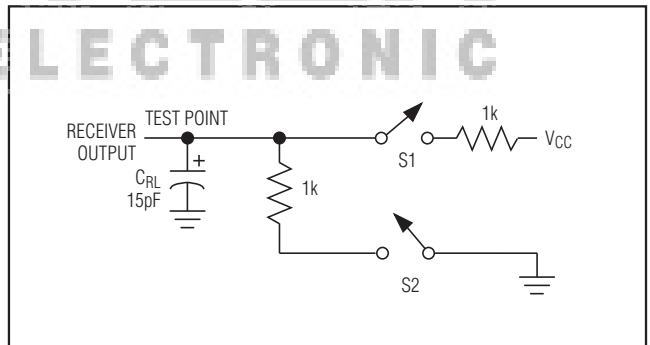 ELECTRONIC
TEST POINT
RECEIVER
OUTPUT
1k
VCC
S1
+
CRL
15pF
1k
S2